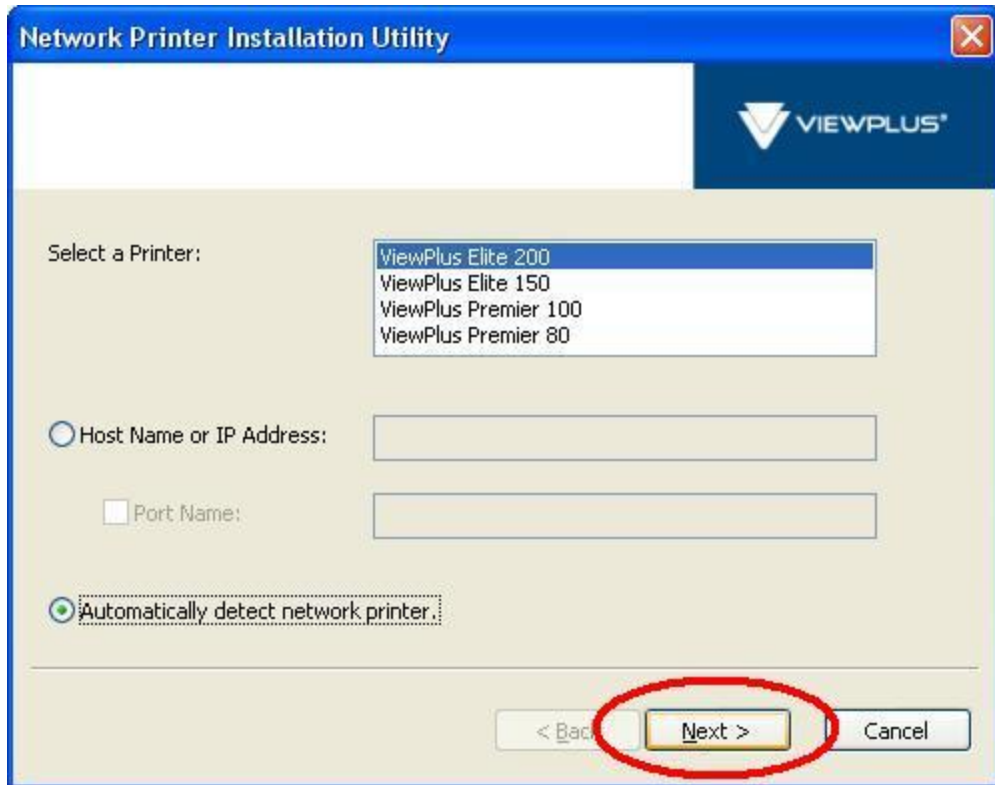 Network Printer Installation Utility
VIEWPLUS®
Select a Printer:
ViewPlus Elite 200
ViewPlus Elite 150
ViewPlus Premier 100
ViewPlus Premier 80
Host Name or IP Address:
Port Name:
Automatically detect network printer.
< Back Next > Cancel